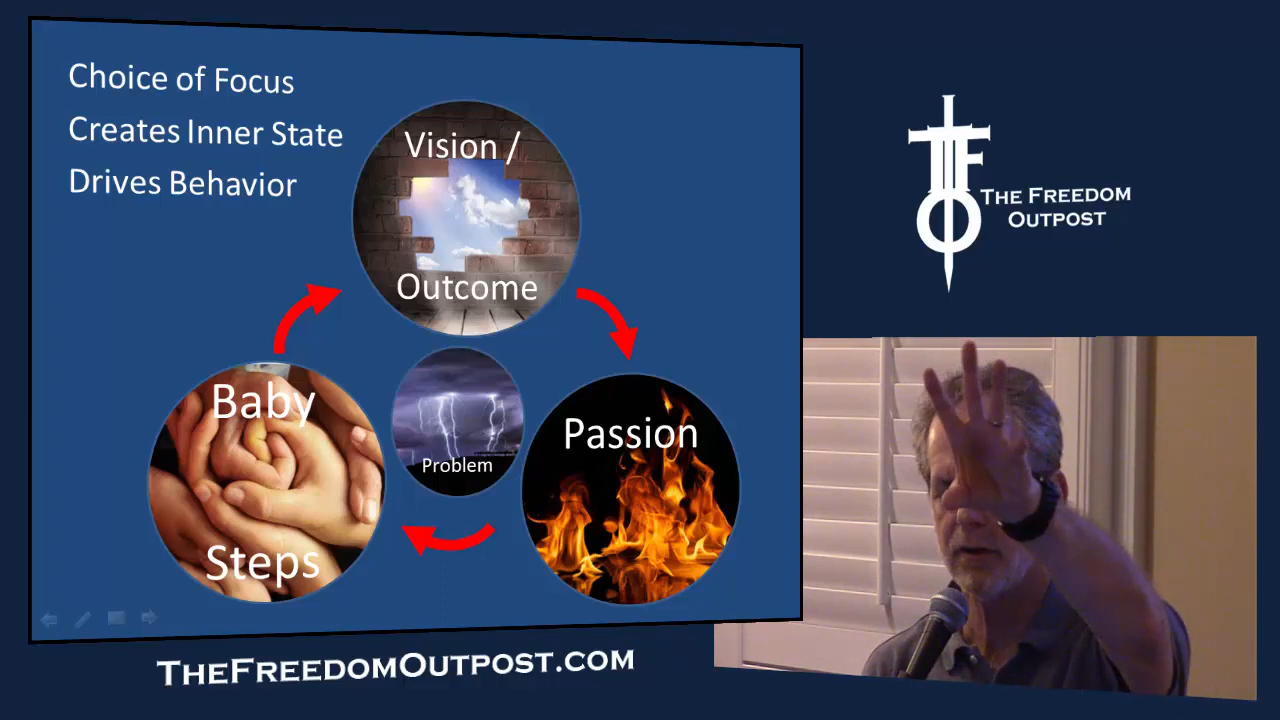 Choice of Focus
Creates Inner State
Drives Behavior
Vision /
Outcome
Passion
Problem
Baby
Steps
TFO
The Freedom
Outpost
TheFreedomOutpost.com